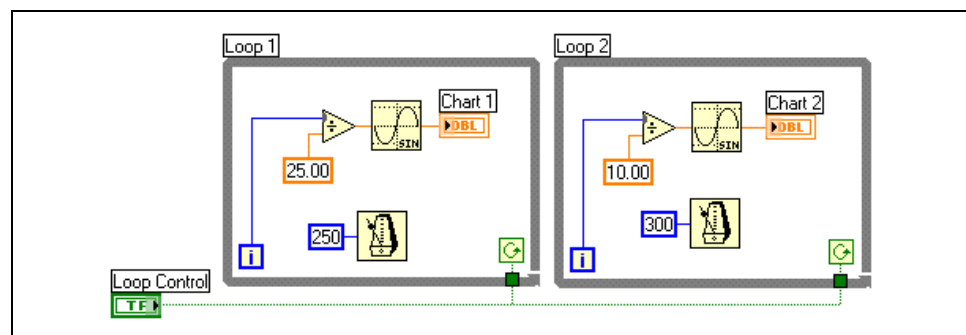 Loop 1
Loop 2
Chart 1
DBL
SIN
25.00
250
i
Chart 2
DBL
SIN
10.00
300
i
Loop Control
TF